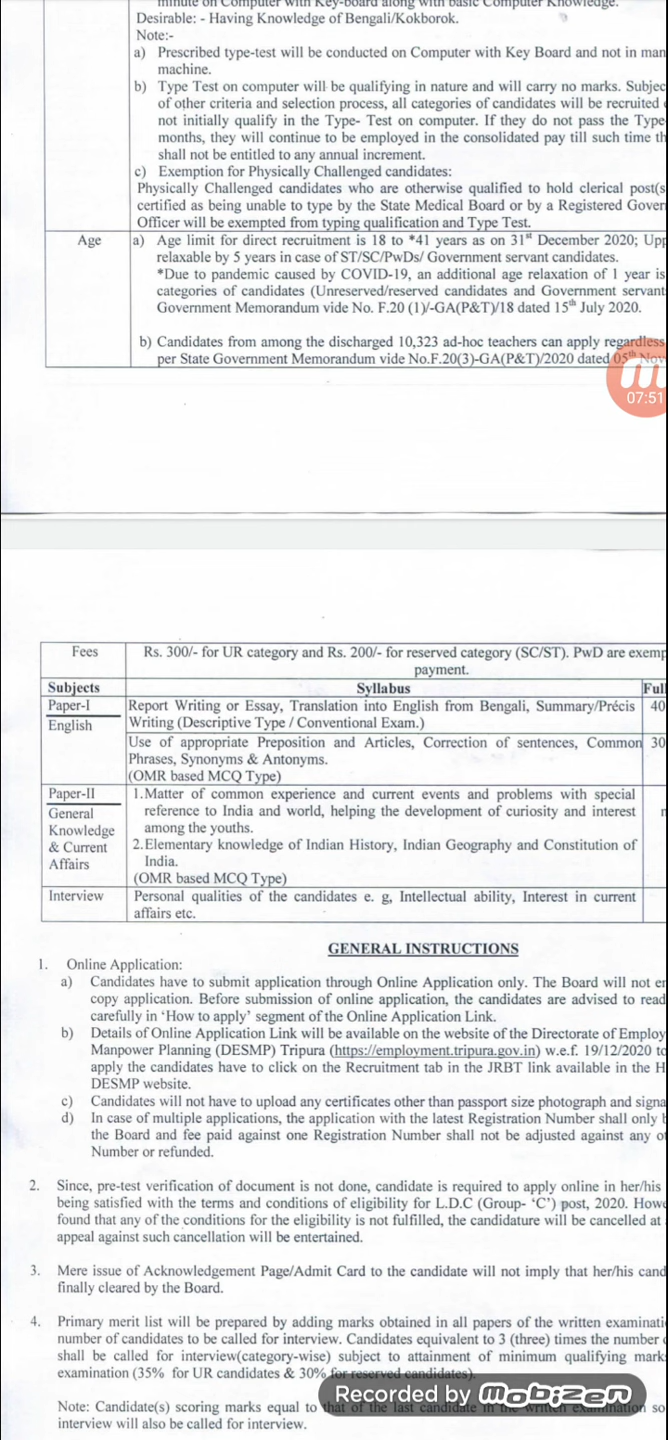 minute on Computer with Key-board along with basic Computer Knowledge.
Desirable: - Having Knowledge of Bengali/Kokborok.
Note:-
a) Prescribed type-test will be conducted on Computer with Key Board and not in man
machine.
b) Type Test on computer will be qualifying in nature and will carry no marks. Subjec
of other criteria and selection process, all categories of candidates will be recruited
not initially qualify in the Type- Test on computer. If they do not pass the Type
months, they will continue to be employed in the consolidated pay till such time th
shall not be entitled to any annual increment.
c) Exemption for Physically Challenged candidates:
Physically Challenged candidates who are otherwise qualified to hold clerical post(s
certified as being unable to type by the State Medical Board or by a Registered Gover
Officer will be exempted from typing qualification and Type Test.
Age
a) Age limit for direct recruitment is 18 to *41 years as on 31st December 2020; Upp
relaxable by 5 years in case of ST/SC/PwDs/ Government servant candidates.
*Due to pandemic caused by COVID-19, an additional age relaxation of 1 year is
categories of candidates (Unreserved/reserved candidates and Government servant
Government Memorandum vide No. F.20 (1)/-GA(P&T)/18 dated 15th July 2020.
b) Candidates from among the discharged 10,323 ad-hoc teachers can apply regardless
per State Government Memorandum vide No.F.20(3)-GA(P&T)/2020 dated 05th Nov
07:51
Fees
Rs. 300/- for UR category and Rs. 200/- for reserved category (SC/ST). PwD are exemp
payment.
Subjects
Syllabus
Full
Paper-I
English
Report Writing or Essay, Translation into English from Bengali, Summary/Précis
Writing (Descriptive Type / Conventional Exam.)
40
Use of appropriate Preposition and Articles, Correction of sentences, Common
Phrases, Synonyms & Antonyms.
(OMR based MCQ Type)
30
Paper-II
General
Knowledge
& Current
Affairs
1.Matter of common experience and current events and problems with special
reference to India and world, helping the development of curiosity and interest
among the youths.
2.Elementary knowledge of Indian History, Indian Geography and Constitution of
India.
(OMR based MCQ Type)
Interview
Personal qualities of the candidates e. g, Intellectual ability, Interest in current
affairs etc.
GENERAL INSTRUCTIONS
1. Online Application:
a) Candidates have to submit application through Online Application only. The Board will not en
copy application. Before submission of online application, the candidates are advised to read
carefully in ‘How to apply’ segment of the Online Application Link.
b) Details of Online Application Link will be available on the website of the Directorate of Employ
Manpower Planning (DESMP) Tripura (https://employment.tripura.gov.in) w.e.f. 19/12/2020 to
apply the candidates have to click on the Recruitment tab in the JRBT link available in the H
DESMP website.
c) Candidates will not have to upload any certificates other than passport size photograph and signa
d) In case of multiple applications, the application with the latest Registration Number shall only b
the Board and fee paid against one Registration Number shall not be adjusted against any ot
Number or refunded.
2. Since, pre-test verification of document is not done, candidate is required to apply online in her/his
being satisfied with the terms and conditions of eligibility for L.D.C (Group- ‘C’) post, 2020. Howe
found that any of the conditions for the eligibility is not fulfilled, the candidature will be cancelled at
appeal against such cancellation will be entertained.
3. Mere issue of Acknowledgement Page/Admit Card to the candidate will not imply that her/his cand
finally cleared by the Board.
4. Primary merit list will be prepared by adding marks obtained in all papers of the written examinati
number of candidates to be called for interview. Candidates equivalent to 3 (three) times the number
shall be called for interview(category-wise) subject to attainment of minimum qualifying mark
examination (35% for UR candidates & 30% for reserved candidates).
Recorded by Mobizen
Note: Candidate(s) scoring marks equal to that of the last candidate in the written examination so
interview will also be called for interview.